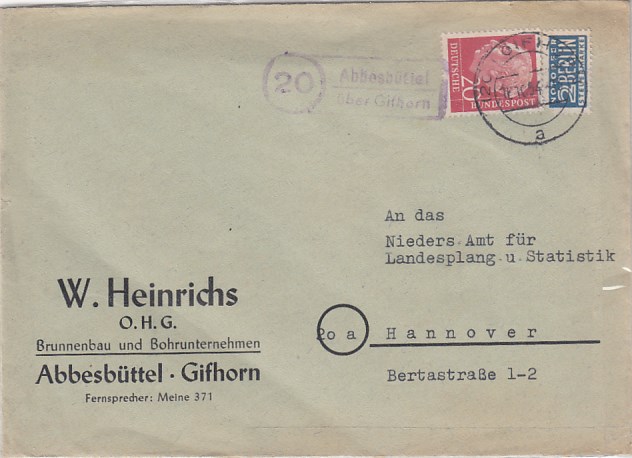 20
Abbesbüttel
über Gifhorn
DEUTSCHE
20
BUNDESPOST
NOTOPFER
2 BERLIN
STEUERMARKE
a
An das
Nieders.Amt für
Landesplang.u.Statistik
20 a Hannover
Bertastraße 1-2
W. Heinrichs
O.H.G.
Brunnenbau und Bohrunternehmen
Abbesbüttel · Gifhorn
Fernsprecher: Meine 371